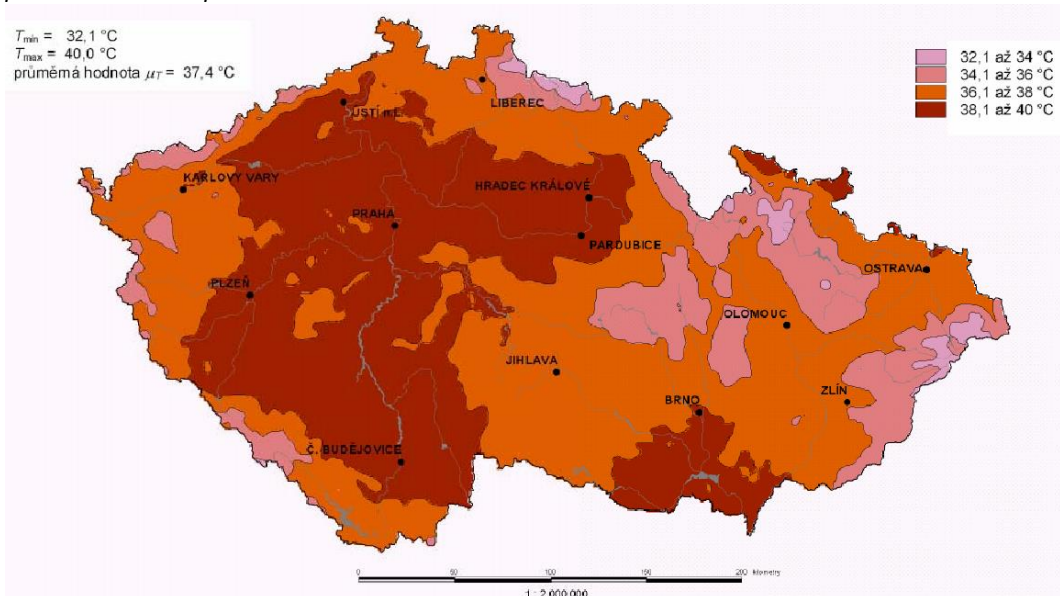 Tmin = 32,1 °C
Tmax = 40,0 °C
průměrná hodnota μT = 37,4 °C
32,1 až 34 °C
34,1 až 36 °C
36,1 až 38 °C
38,1 až 40 °C
LIBEREC
ÚSTÍ n.L.
KARLOVY VARY
HRADEC KRÁLOVÉ
PRAHA
PARDUBICE
OSTRAVA
PLZEŇ
OLOMOUC
JIHLAVA
ZLÍN
BRNO
Č. BUDĚJOVICE
0 50 100 150 200 kilometry
1 : 2 000 000